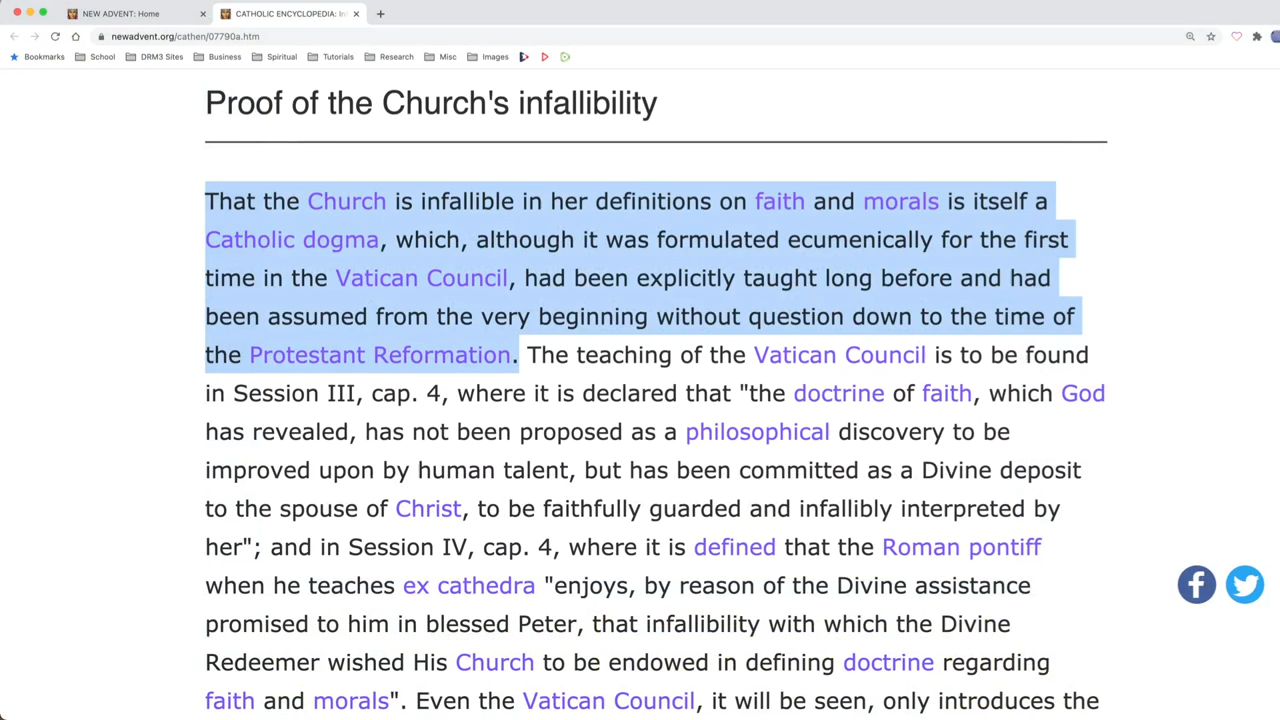 NEW ADVENT: Home
CATHOLIC ENCYCLOPEDIA: In
newadvent.org/cathen/07790a.htm
Bookmarks School DRM3 Sites Business Spiritual Tutorials Research Misc Images
Proof of the Church's infallibility
That the Church is infallible in her definitions on faith and morals is itself a
Catholic dogma, which, although it was formulated ecumenically for the first
time in the Vatican Council, had been explicitly taught long before and had
been assumed from the very beginning without question down to the time of
the Protestant Reformation. The teaching of the Vatican Council is to be found
in Session III, cap. 4, where it is declared that "the doctrine of faith, which God
has revealed, has not been proposed as a philosophical discovery to be
improved upon by human talent, but has been committed as a Divine deposit
to the spouse of Christ, to be faithfully guarded and infallibly interpreted by
her"; and in Session IV, cap. 4, where it is defined that the Roman pontiff
when he teaches ex cathedra "enjoys, by reason of the Divine assistance
promised to him in blessed Peter, that infallibility with which the Divine
Redeemer wished His Church to be endowed in defining doctrine regarding
faith and morals". Even the Vatican Council, it will be seen, only introduces the